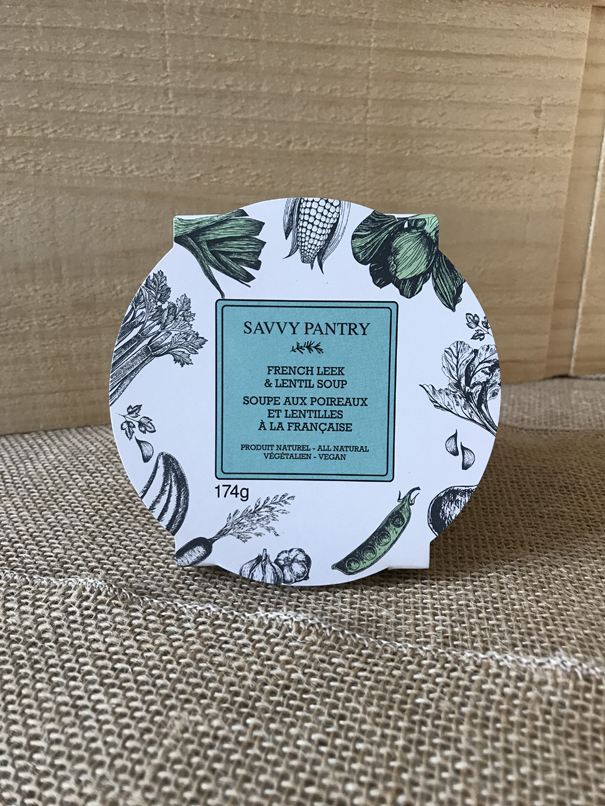 SAVVY PANTRY
FRENCH LEEK
& LENTIL SOUP
SOUPE AUX POIREAUX
ET LENTILLES
À LA FRANÇAISE
PRODUIT NATUREL - ALL NATURAL
VÉGÉTALIEN - VEGAN
174g